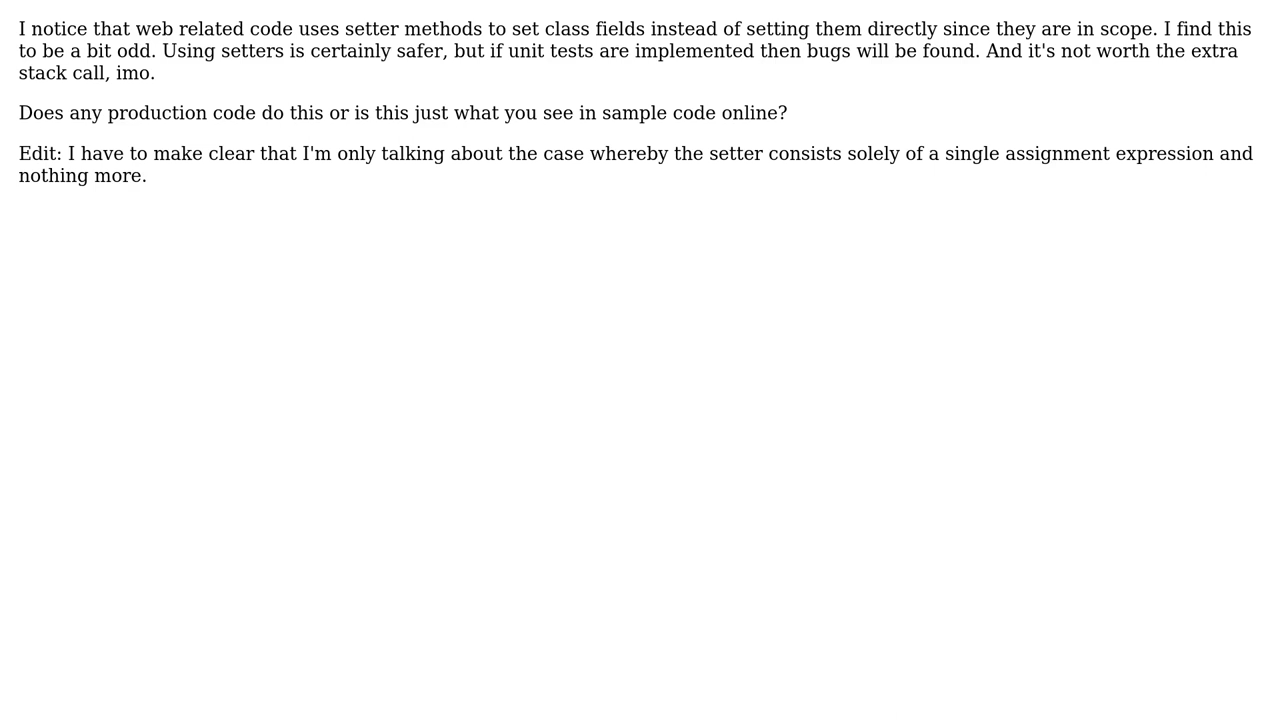 I notice that web related code uses setter methods to set class fields instead of setting them directly since they are in scope. I find this
to be a bit odd. Using setters is certainly safer, but if unit tests are implemented then bugs will be found. And it's not worth the extra
stack call, imo.
Does any production code do this or is this just what you see in sample code online?
Edit: I have to make clear that I'm only talking about the case whereby the setter consists solely of a single assignment expression and
nothing more.